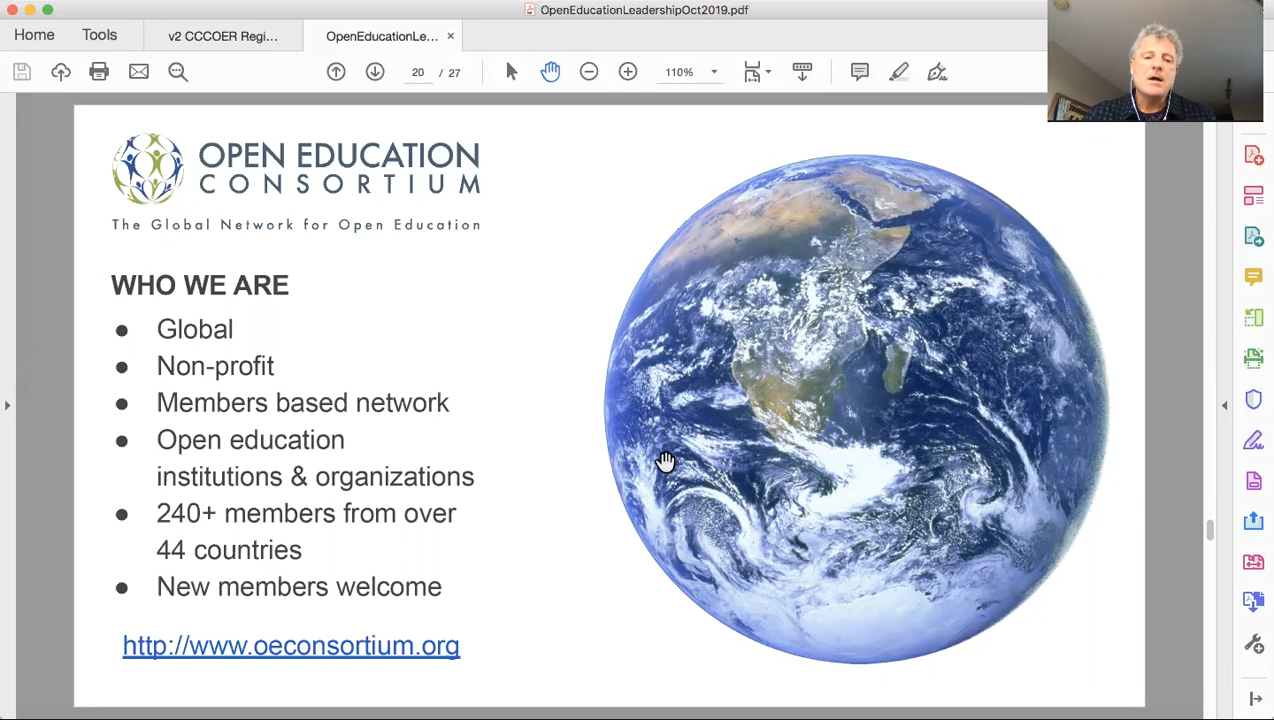 OpenEducationLeadershipOct2019.pdf
Home
Tools
v2 CCCOER Regi...
OpenEducationLe...
20 / 27
110%
OPEN EDUCATION
CONSORTIUM
The Global Network for Open Education
WHO WE ARE
● Global
● Non-profit
● Members based network
● Open education
institutions & organizations
● 240+ members from over
44 countries
● New members welcome
http://www.oeconsortium.org